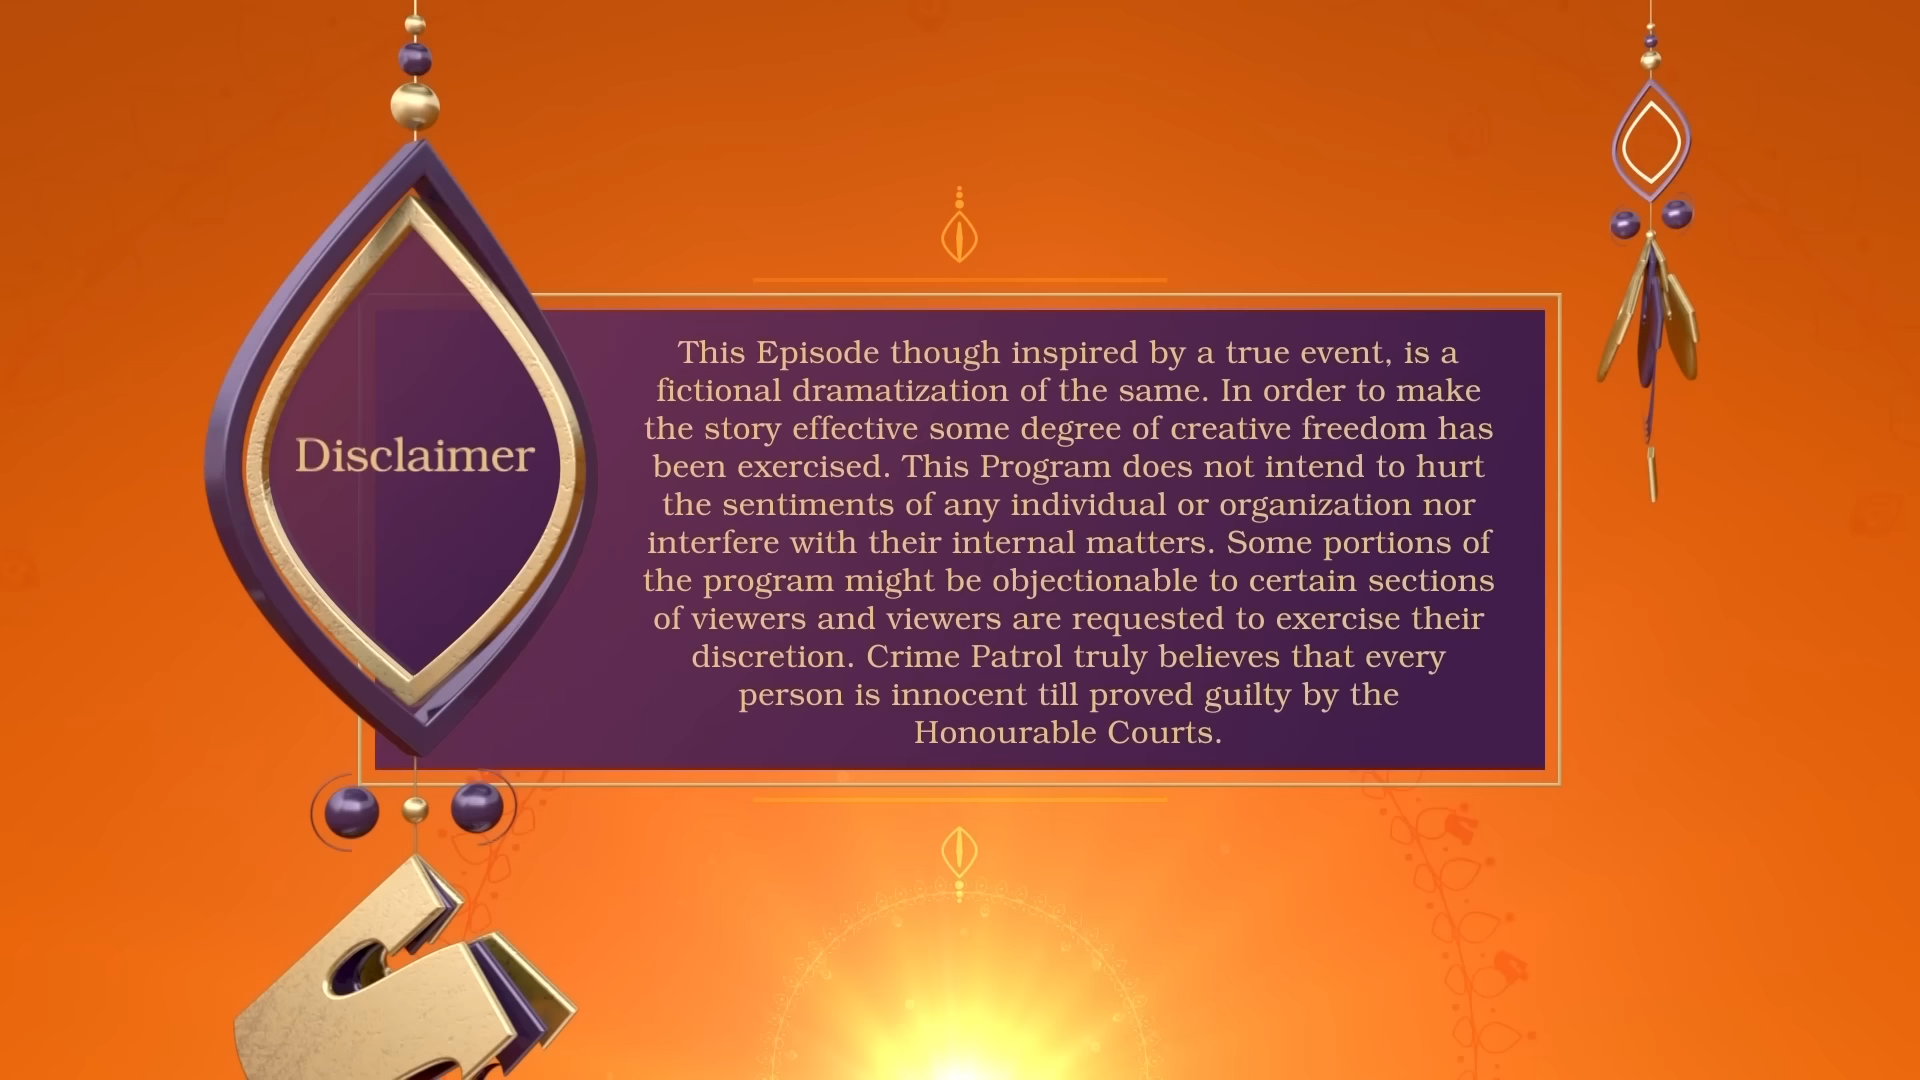 Disclaimer
This Episode though inspired by a true event, is a
fictional dramatization of the same. In order to make
the story effective some degree of creative freedom has
been exercised. This Program does not intend to hurt
the sentiments of any individual or organization nor
interfere with their internal matters. Some portions of
the program might be objectionable to certain sections
of viewers and viewers are requested to exercise their
discretion. Crime Patrol truly believes that every
person is innocent till proved guilty by the
Honourable Courts.